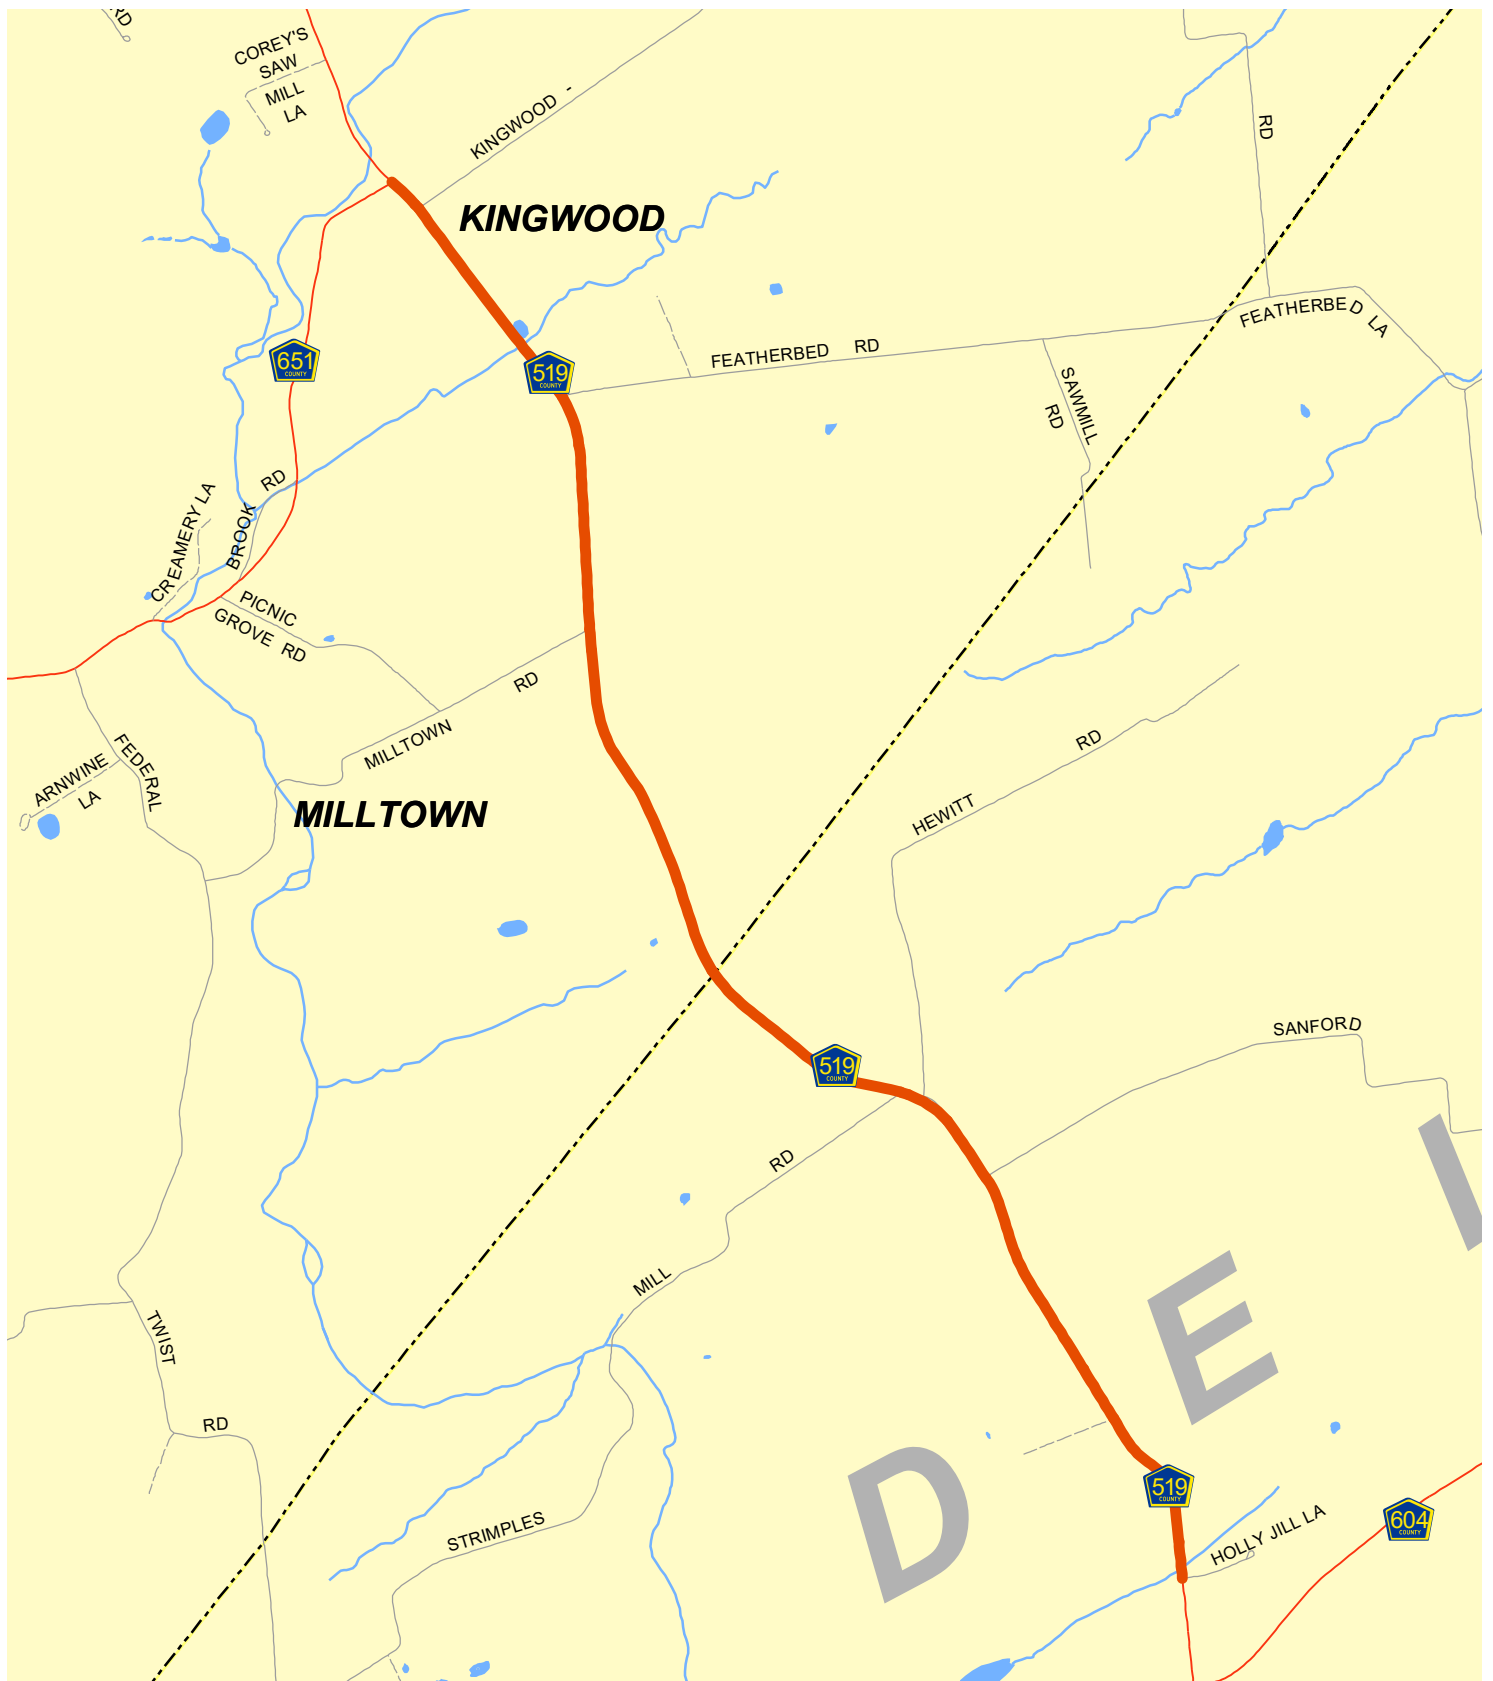 RD
COREY'S
SAW
MILL
LA
KINGWOOD -
RD
KINGWOOD
FEATHERBED LA
651
COUNTY
519
COUNTY
FEATHERBED RD
SAWMILL
RD
CREAMERY LA
BROOK RD
PICNIC
GROVE RD
MILLTOWN RD
FEDERAL
ARNWINE
LA
MILLTOWN
HEWITT RD
519
COUNTY
SANFORD
MILL RD
TWIST
RD
D E
519
COUNTY
604
COUNTY
HOLLY JILL LA
STRIMPLES